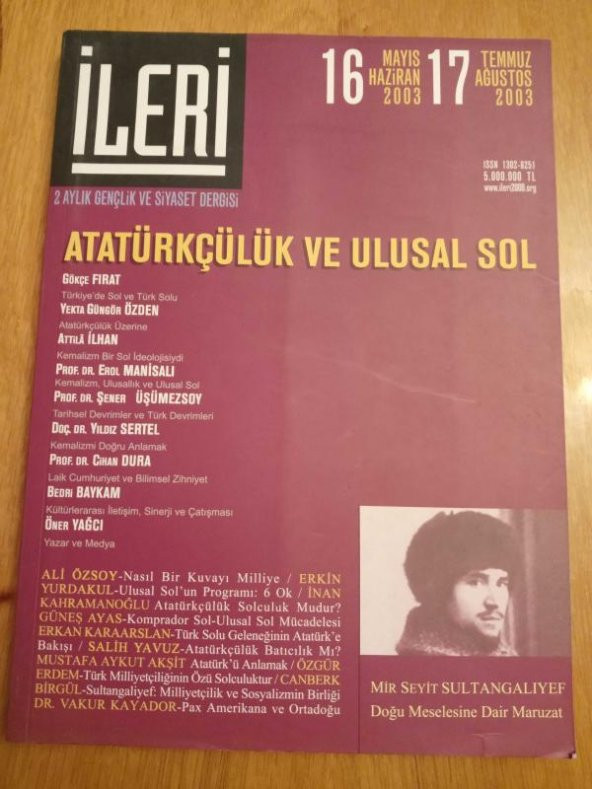 İLERİ
16 MAYIS HAZİRAN 2003
17 TEMMUZ AĞUSTOS 2003
ISSN 1302-8251
5.000.000 TL
www.ileri2000.org
2 AYLIK GENÇLİK VE SİYASET DERGİSİ
ATATÜRKÇÜLÜK VE ULUSAL SOL
GÖKÇE FIRAT
Türkiye'de Sol ve Türk Solu
YEKTA GÜNGÖR ÖZDEN
Atatürkçülük Üzerine
ATTİLÂ İLHAN
Kemalizm Bir Sol İdeolojisiydi
PROF. DR. EROL MANİSALI
Kemalizm, Ulusallık ve Ulusal Sol
PROF. DR. ŞENER ÜŞÜMEZSOY
Tarihsel Devrimler ve Türk Devrimleri
DOÇ. DR. YILDIZ SERTEL
Kemalizmi Doğru Anlamak
PROF. DR. CİHAN DURA
Laik Cumhuriyet ve Bilimsel Zihniyet
BEDRİ BAYKAM
Kültürlerarası İletişim, Sinerji ve Çatışması
ÖNER YAĞCI
Yazar ve Medya
ALİ ÖZSOY-Nasıl Bir Kuvayı Milliye / ERKİN
YURDAKUL-Ulusal Sol'un Programı: 6 Ok / İNAN
KAHRAMANOĞLU Atatürkçülük Solculuk Mudur?
GÜNEŞ AYAS-Komprador Sol-Ulusal Sol Mücadelesi
ERKAN KARAARSLAN-Türk Solu Geleneğinin Atatürk'e
Bakışı / SALİH YAVUZ-Atatürkçülük Batıcılık Mı?
MUSTAFA AYKUT AKŞİT Atatürk'ü Anlamak / ÖZGÜR
ERDEM-Türk Milliyetçiliğinin Özü Solculuktur / CANBERK
BİRGÜL-Sultangaliyef: Milliyetçilik ve Sosyalizmin Birliği
DR. VAKUR KAYADOR-Pax Amerikana ve Ortadoğu
MİR SEYİT SULTANGALIYEF
Doğu Meselesine Dair Maruzat